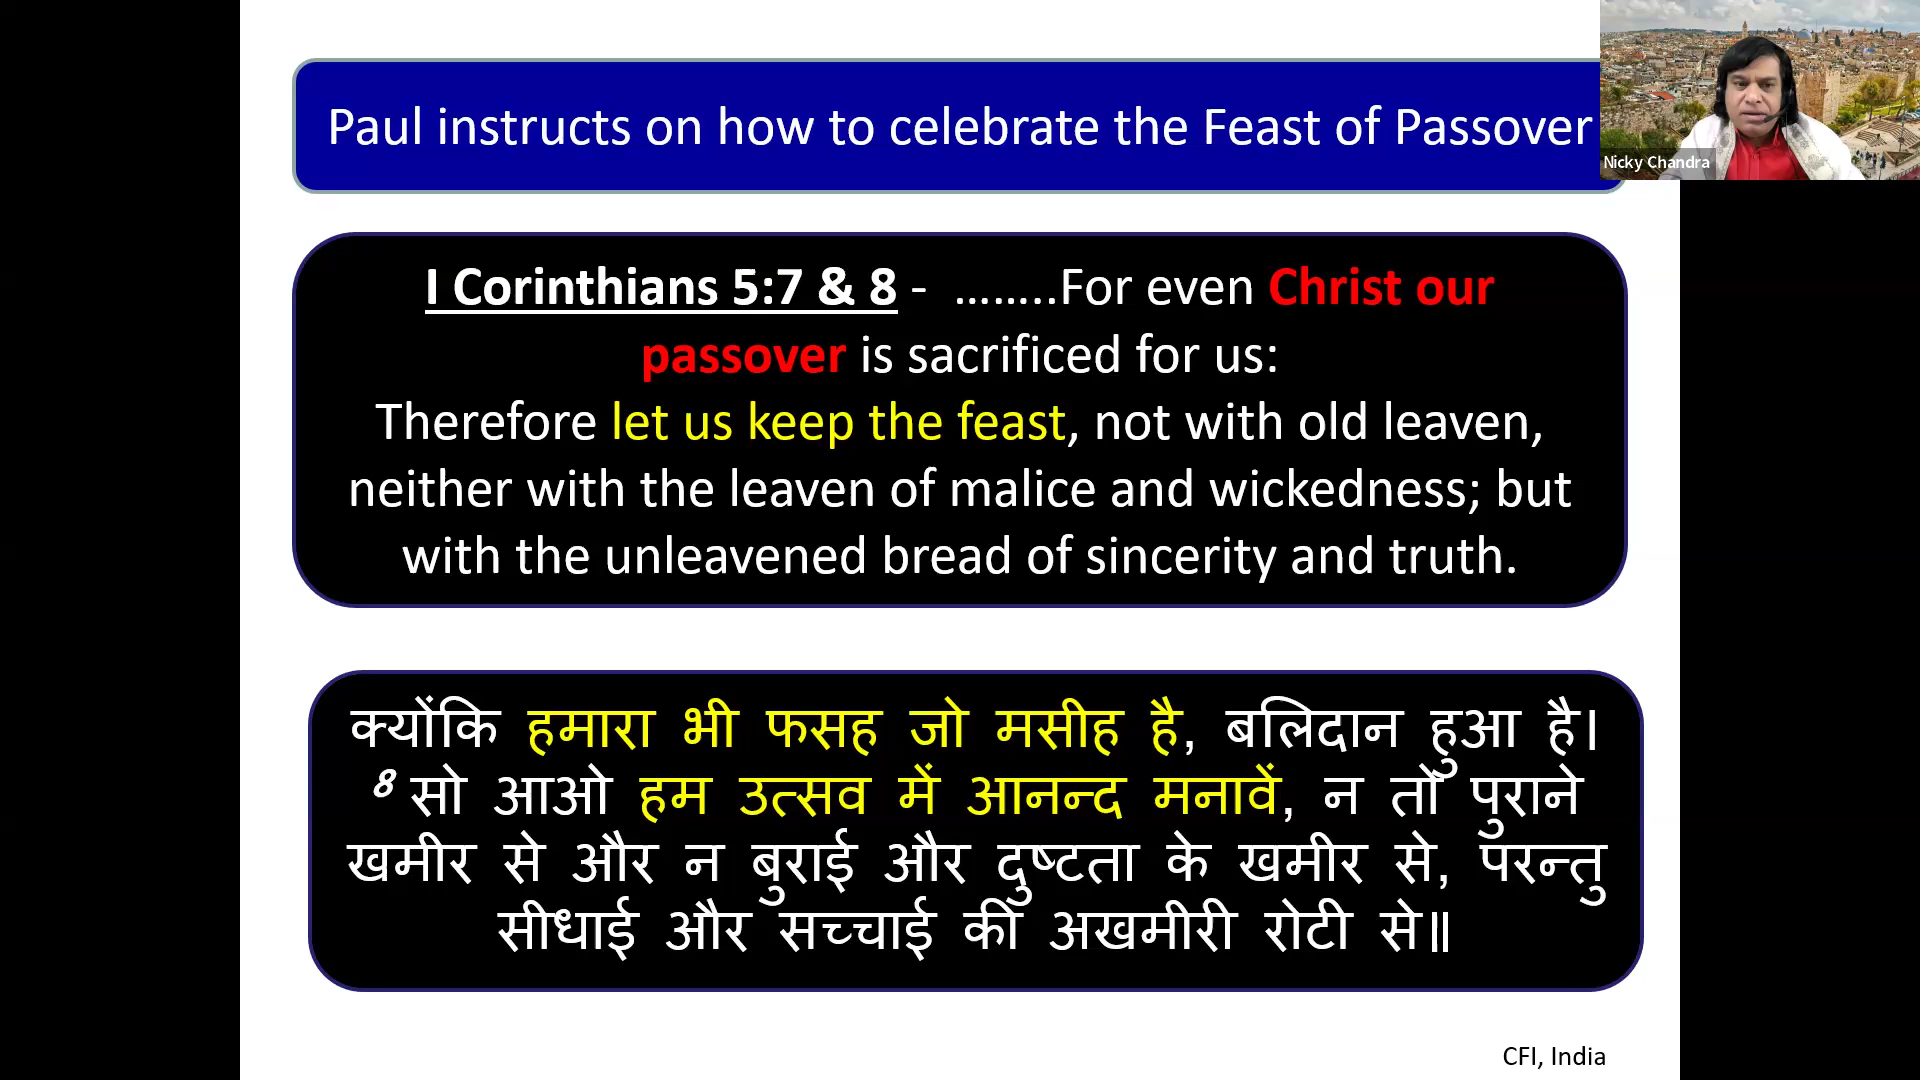 Paul instructs on how to celebrate the Feast of Passover
Nicky Chandra
I Corinthians 5:7 & 8 - ……..For even Christ our
passover is sacrificed for us:
Therefore let us keep the feast, not with old leaven,
neither with the leaven of malice and wickedness; but
with the unleavened bread of sincerity and truth.
क्योंकि हमारा भी फसह जो मसीह है, बलिदान हुआ है।
8 सो आओ हम उत्सव में आनन्द मनावें, न तो पुराने
खमीर से और न बुराई और दुष्टता के खमीर से, परन्तु
सीधाई और सच्चाई की अखमीरी रोटी से॥
CFI, India